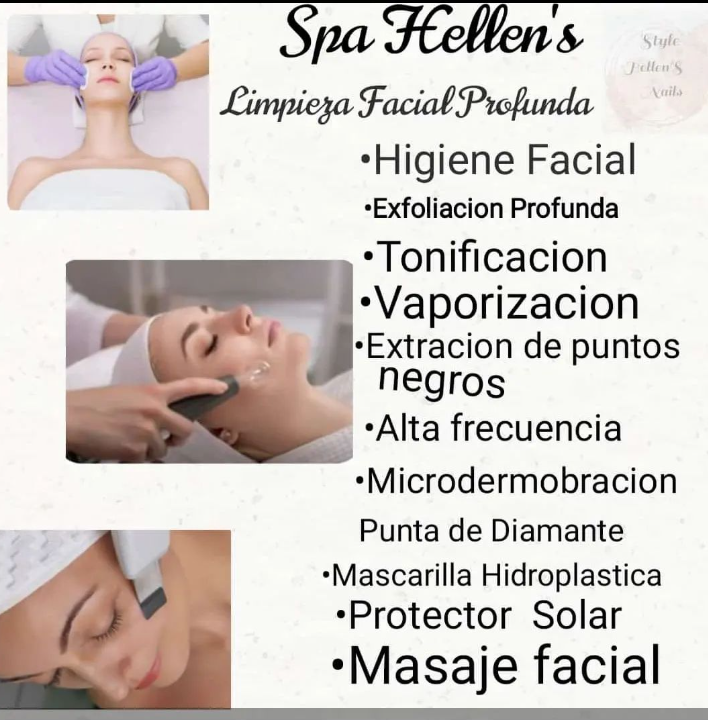 Spa Hellen's
Style
Hellen'S
Nails
Limpieza Facial Profunda
•Higiene Facial
•Exfoliacion Profunda
•Tonificacion
•Vaporizacion
•Extracion de puntos
negros
•Alta frecuencia
•Microdermobracion
Punta de Diamante
•Mascarilla Hidroplastica
•Protector Solar
•Masaje facial